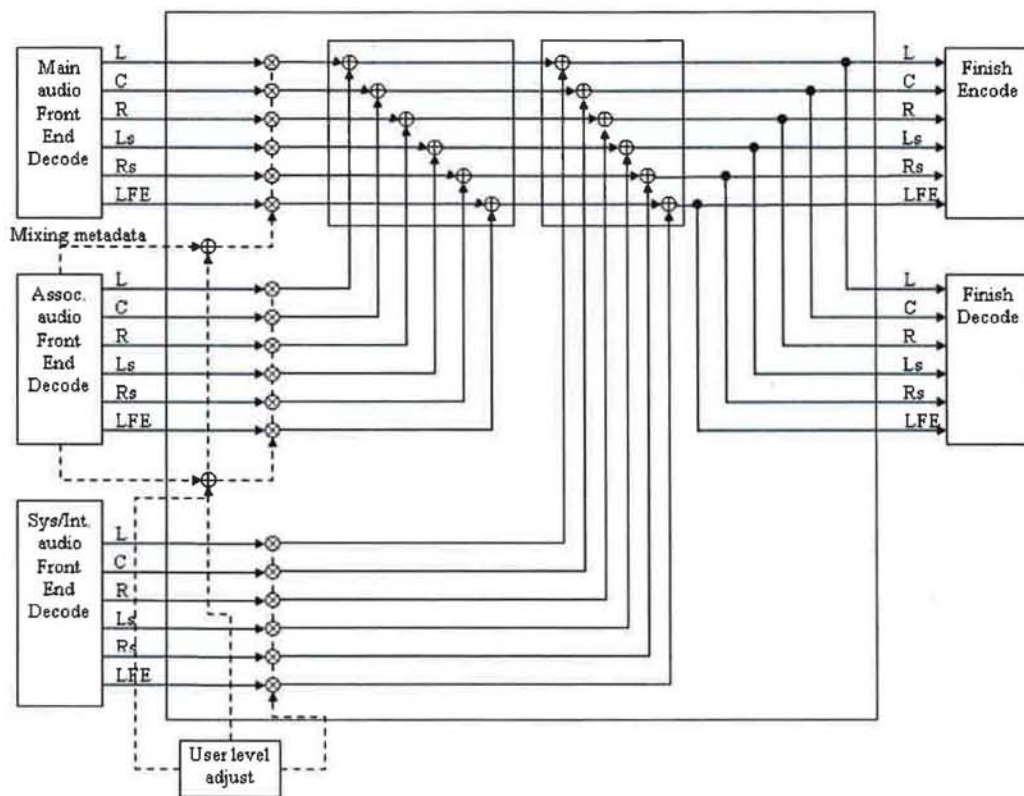 Main
audio
Front
End
Decode
L
C
R
Ls
Rs
LFE
L
C
R
Ls
Rs
LFE
Finish
Encode
Mixing metadata
Assoc.
audio
Front
End
Decode
L
C
R
Ls
Rs
LFE
L
C
R
Ls
Rs
LFE
Finish
Decode
Sys/Int.
audio
Front
End
Decode
L
C
R
Ls
Rs
LFE
User level
adjust